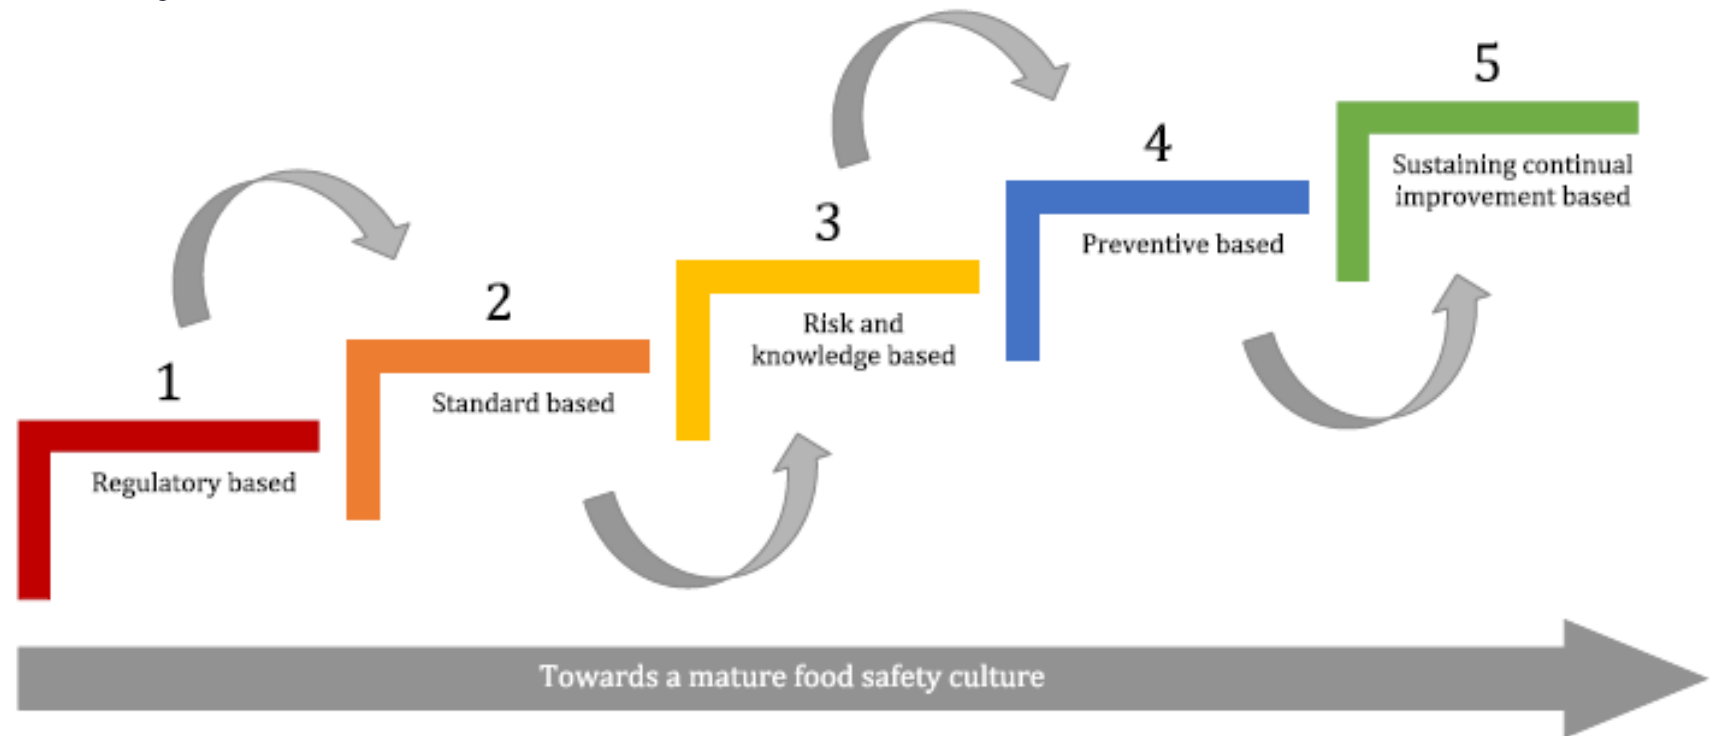 1
Regulatory based
2
Standard based
3
Risk and
knowledge based
4
Preventive based
5
Sustaining continual
improvement based
Towards a mature food safety culture